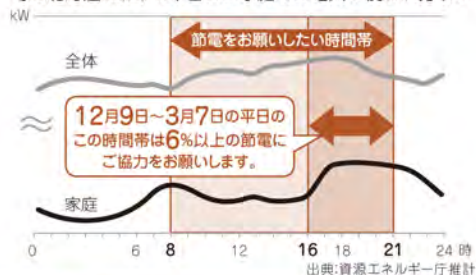 kW
節電をお願いしたい時間帯
全体
12月9日～3月7日の平日の
この時間帯は6%以上の節電に
ご協力をお願いします。
家庭
0 6 8 12 16 18 21 24 時
出典:資源エネルギー庁推計